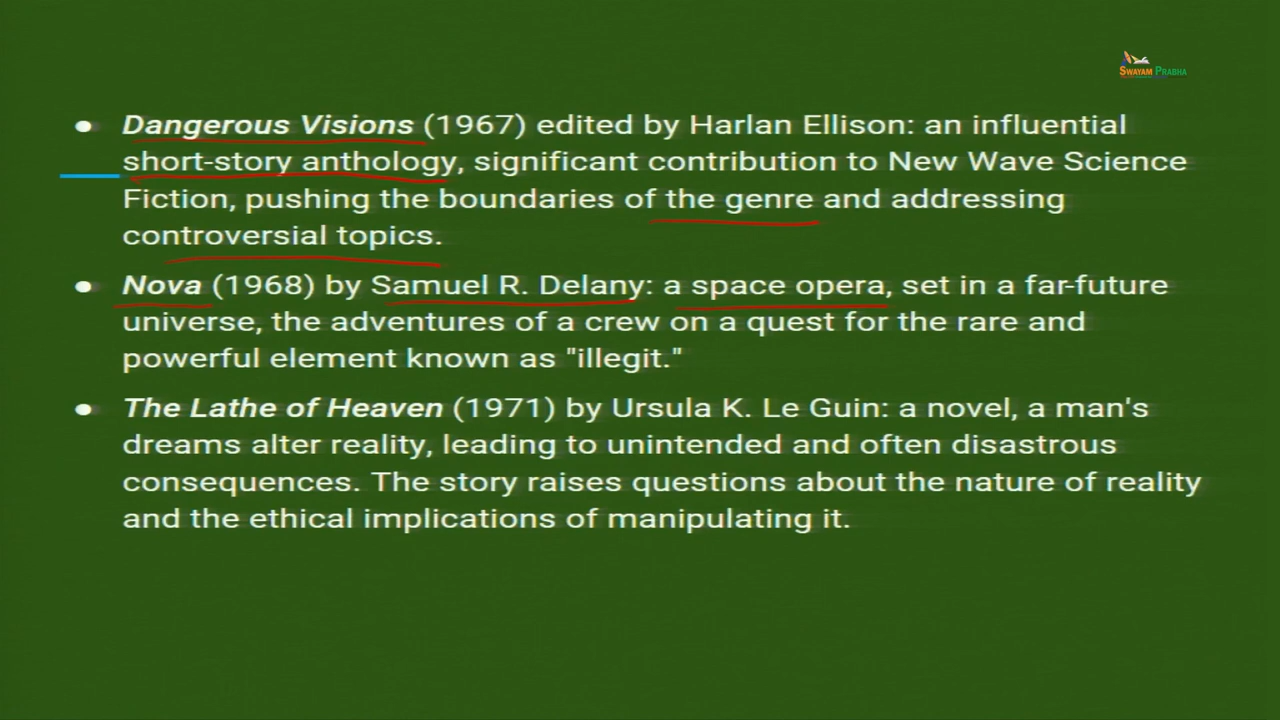 SWAYAM PRABHA
• Dangerous Visions (1967) edited by Harlan Ellison: an influential
short-story anthology, significant contribution to New Wave Science
Fiction, pushing the boundaries of the genre and addressing
controversial topics.
• Nova (1968) by Samuel R. Delany: a space opera, set in a far-future
universe, the adventures of a crew on a quest for the rare and
powerful element known as "illegit."
• The Lathe of Heaven (1971) by Ursula K. Le Guin: a novel, a man's
dreams alter reality, leading to unintended and often disastrous
consequences. The story raises questions about the nature of reality
and the ethical implications of manipulating it.